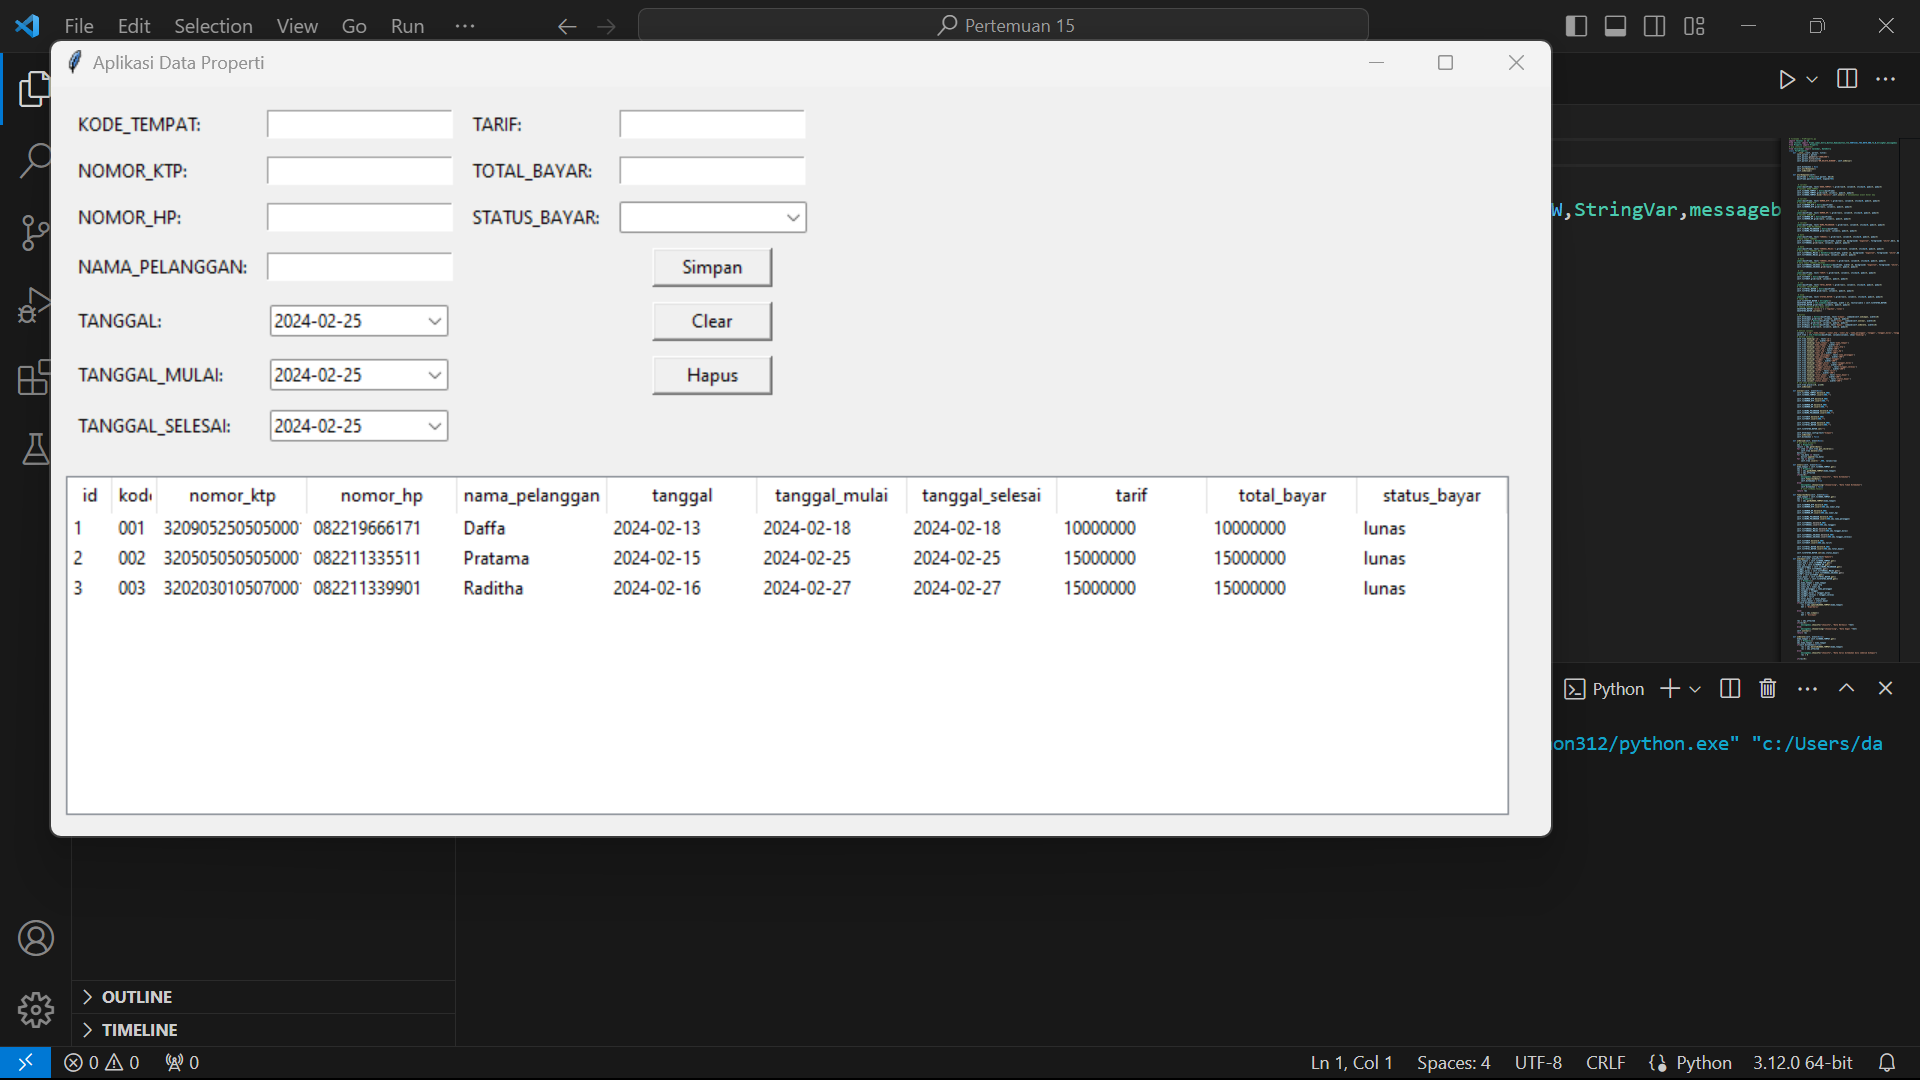 File Edit Selection View Go Run ··· Pertemuan 15
Aplikasi Data Properti
KODE_TEMPAT: TARIF:
NOMOR_KTP: TOTAL_BAYAR:
NOMOR_HP: STATUS_BAYAR:
W,StringVar,messageb
NAMA_PELANGGAN: Simpan
TANGGAL: 2024-02-25 Clear
TANGGAL_MULAI: 2024-02-25 Hapus
TANGGAL_SELESAI: 2024-02-25
id kode nomor_ktp nomor_hp nama_pelanggan tanggal tanggal_mulai tanggal_selesai tarif total_bayar status_bayar
1 001 320905250505000 082219666171 Daffa 2024-02-13 2024-02-18 2024-02-18 10000000 10000000 lunas
2 002 320505050505000 082211335511 Pratama 2024-02-15 2024-02-25 2024-02-25 15000000 15000000 lunas
3 003 320203010507000 082211339901 Raditha 2024-02-16 2024-02-27 2024-02-27 15000000 15000000 lunas
Python
on312/python.exe" "c:/Users/da
OUTLINE
TIMELINE
0 0 0 Ln 1, Col 1 Spaces: 4 UTF-8 CRLF Python 3.12.0 64-bit